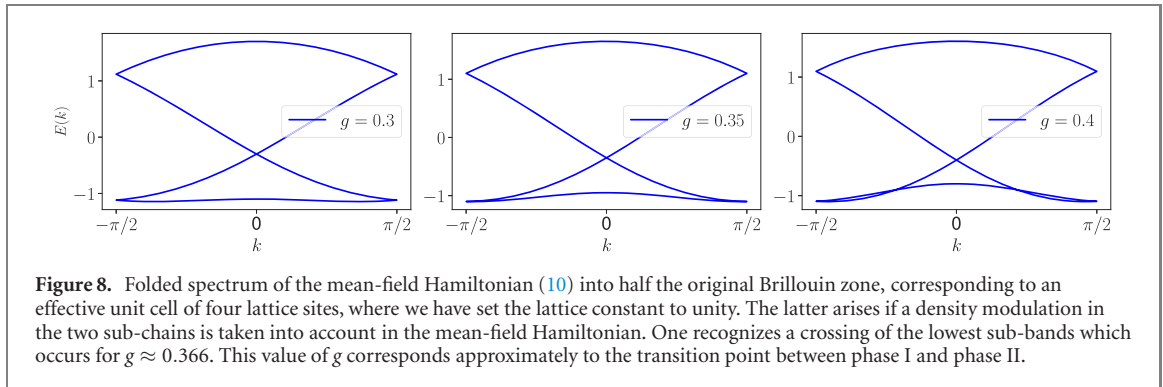 1
0
−1
E(k)
g = 0.3
−π/2
0
π/2
k
1
0
−1
g = 0.35
−π/2
0
π/2
k
1
0
−1
g = 0.4
−π/2
0
π/2
k
Figure 8. Folded spectrum of the mean-field Hamiltonian (10) into half the original Brillouin zone, corresponding to an
effective unit cell of four lattice sites, where we have set the lattice constant to unity. The latter arises if a density modulation in
the two sub-chains is taken into account in the mean-field Hamiltonian. One recognizes a crossing of the lowest sub-bands which
occurs for g ≈ 0.366. This value of g corresponds approximately to the transition point between phase I and phase II.